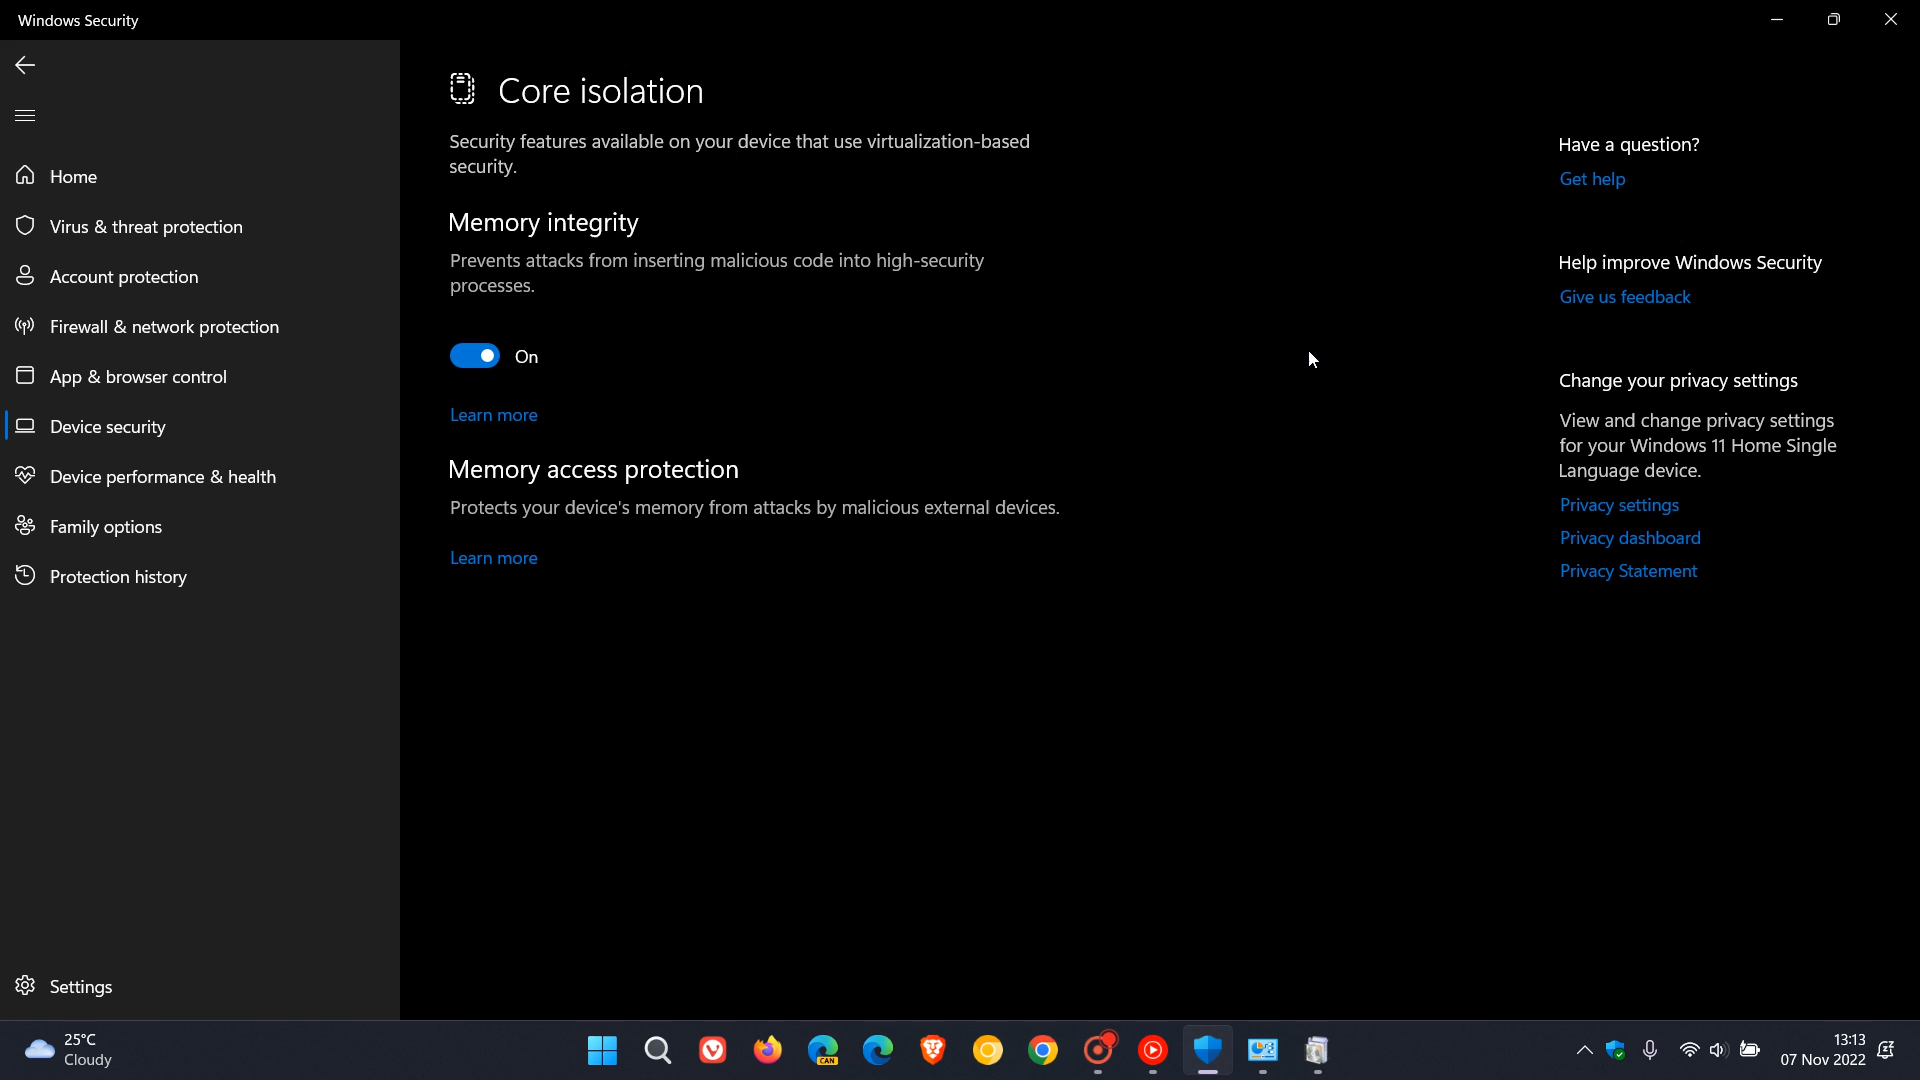 Windows Security
Home
Virus & threat protection
Account protection
Firewall & network protection
App & browser control
Device security
Device performance & health
Family options
Protection history
Settings
Core isolation
Security features available on your device that use virtualization-based
security.
Memory integrity
Prevents attacks from inserting malicious code into high-security
processes.
On
Learn more
Memory access protection
Protects your device's memory from attacks by malicious external devices.
Learn more
Have a question?
Get help
Help improve Windows Security
Give us feedback
Change your privacy settings
View and change privacy settings
for your Windows 11 Home Single
Language device.
Privacy settings
Privacy dashboard
Privacy Statement
25°C
Cloudy
CAN
13:13
07 Nov 2022